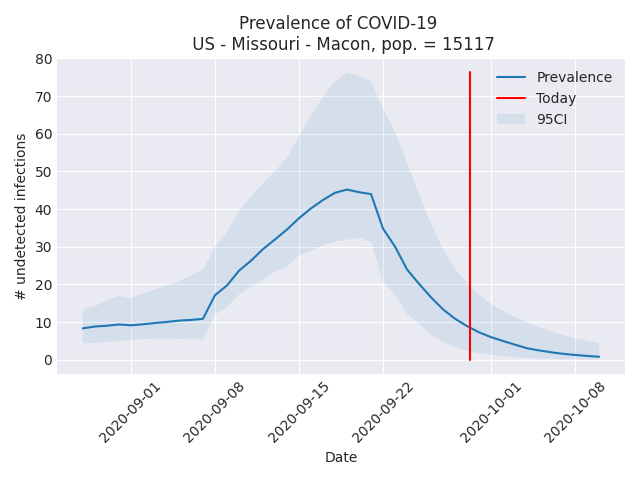 Prevalence of COVID-19
US - Missouri - Macon, pop. = 15117
80
70
60
50
40
30
20
10
0
# undetected infections
Prevalence
Today
95CI
2020-09-01
2020-09-08
2020-09-15
2020-09-22
2020-10-01
2020-10-08
Date